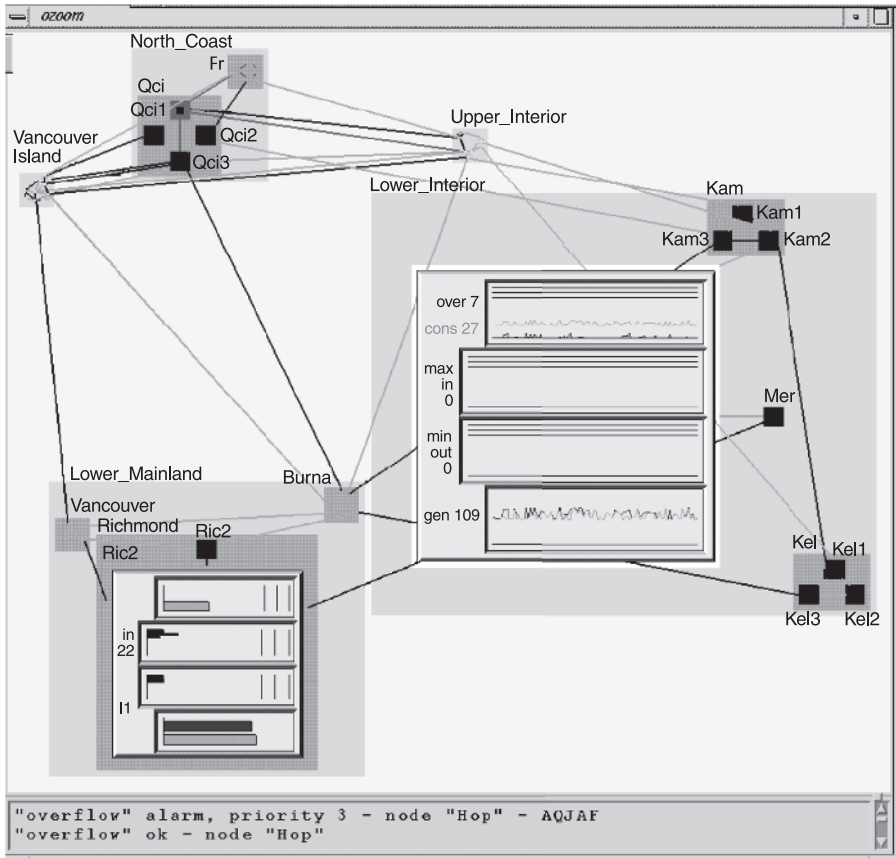 ozoom
North_Coast
Fr
Qci
Qci1
Qci2
Qci3
Vancouver
Island
Upper_Interior
Lower_Interior
Kam
Kam1
Kam3
Kam2
over 7
cons 27
max
in
0
min
out
0
gen 109
Mer
Lower_Mainland
Burna
Vancouver
Richmond
Ric2
Ric2
in
22
I1
Kel
Kel1
Kel3
Kel2
"overflow" alarm, priority 3 - node "Hop" - AQJAF
"overflow" ok - node "Hop"